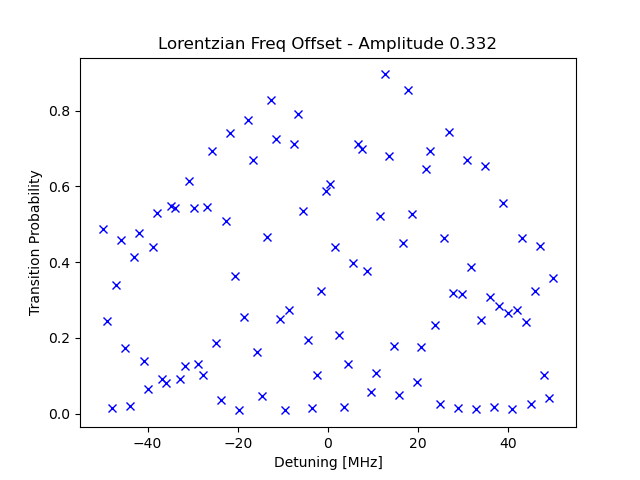 Lorentzian Freq Offset - Amplitude 0.332
Transition Probability
0.8
0.6
0.4
0.2
0.0
−40 −20 0 20 40
Detuning [MHz]